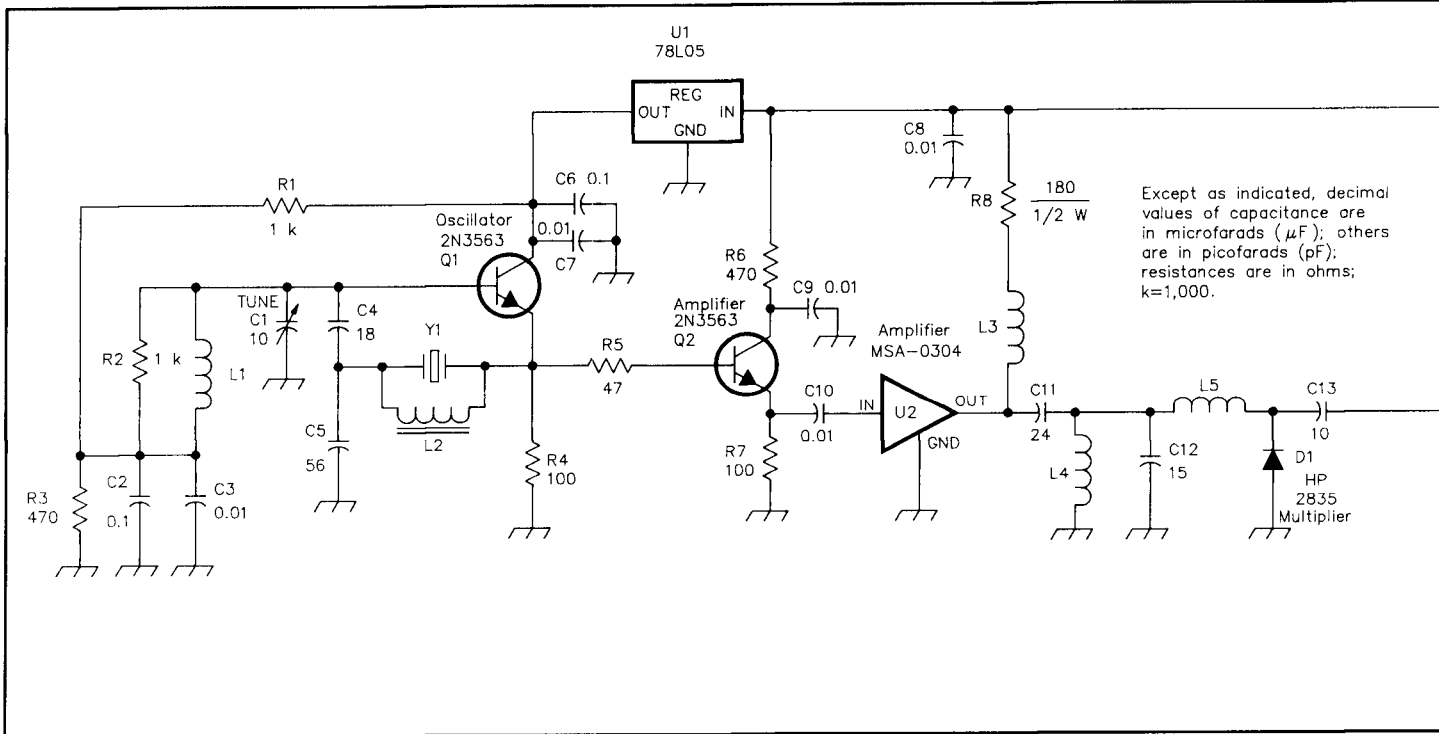 U1
78L05
REG
OUT
IN
GND
C8
0.01
R8
180
1/2 W
Except as indicated, decimal
values of capacitance are
in microfarads (μF); others
are in picofarads (pF);
resistances are in ohms;
k=1,000.
R1
1 k
C6 0.1
Oscillator
2N3563
Q1
0.01
C7
R6
470
C9 0.01
L3
TUNE
C1
10
C4
18
Y1
R2
1 k
L1
R5
47
Amplifier
2N3563
Q2
Amplifier
MSA-0304
C10
0.01
IN
U2
OUT
GND
C11
24
L5
C13
10
C5
56
L2
R4
100
R7
100
L4
C12
15
D1
HP
2835
Multiplier
R3
470
C2
0.1
C3
0.01